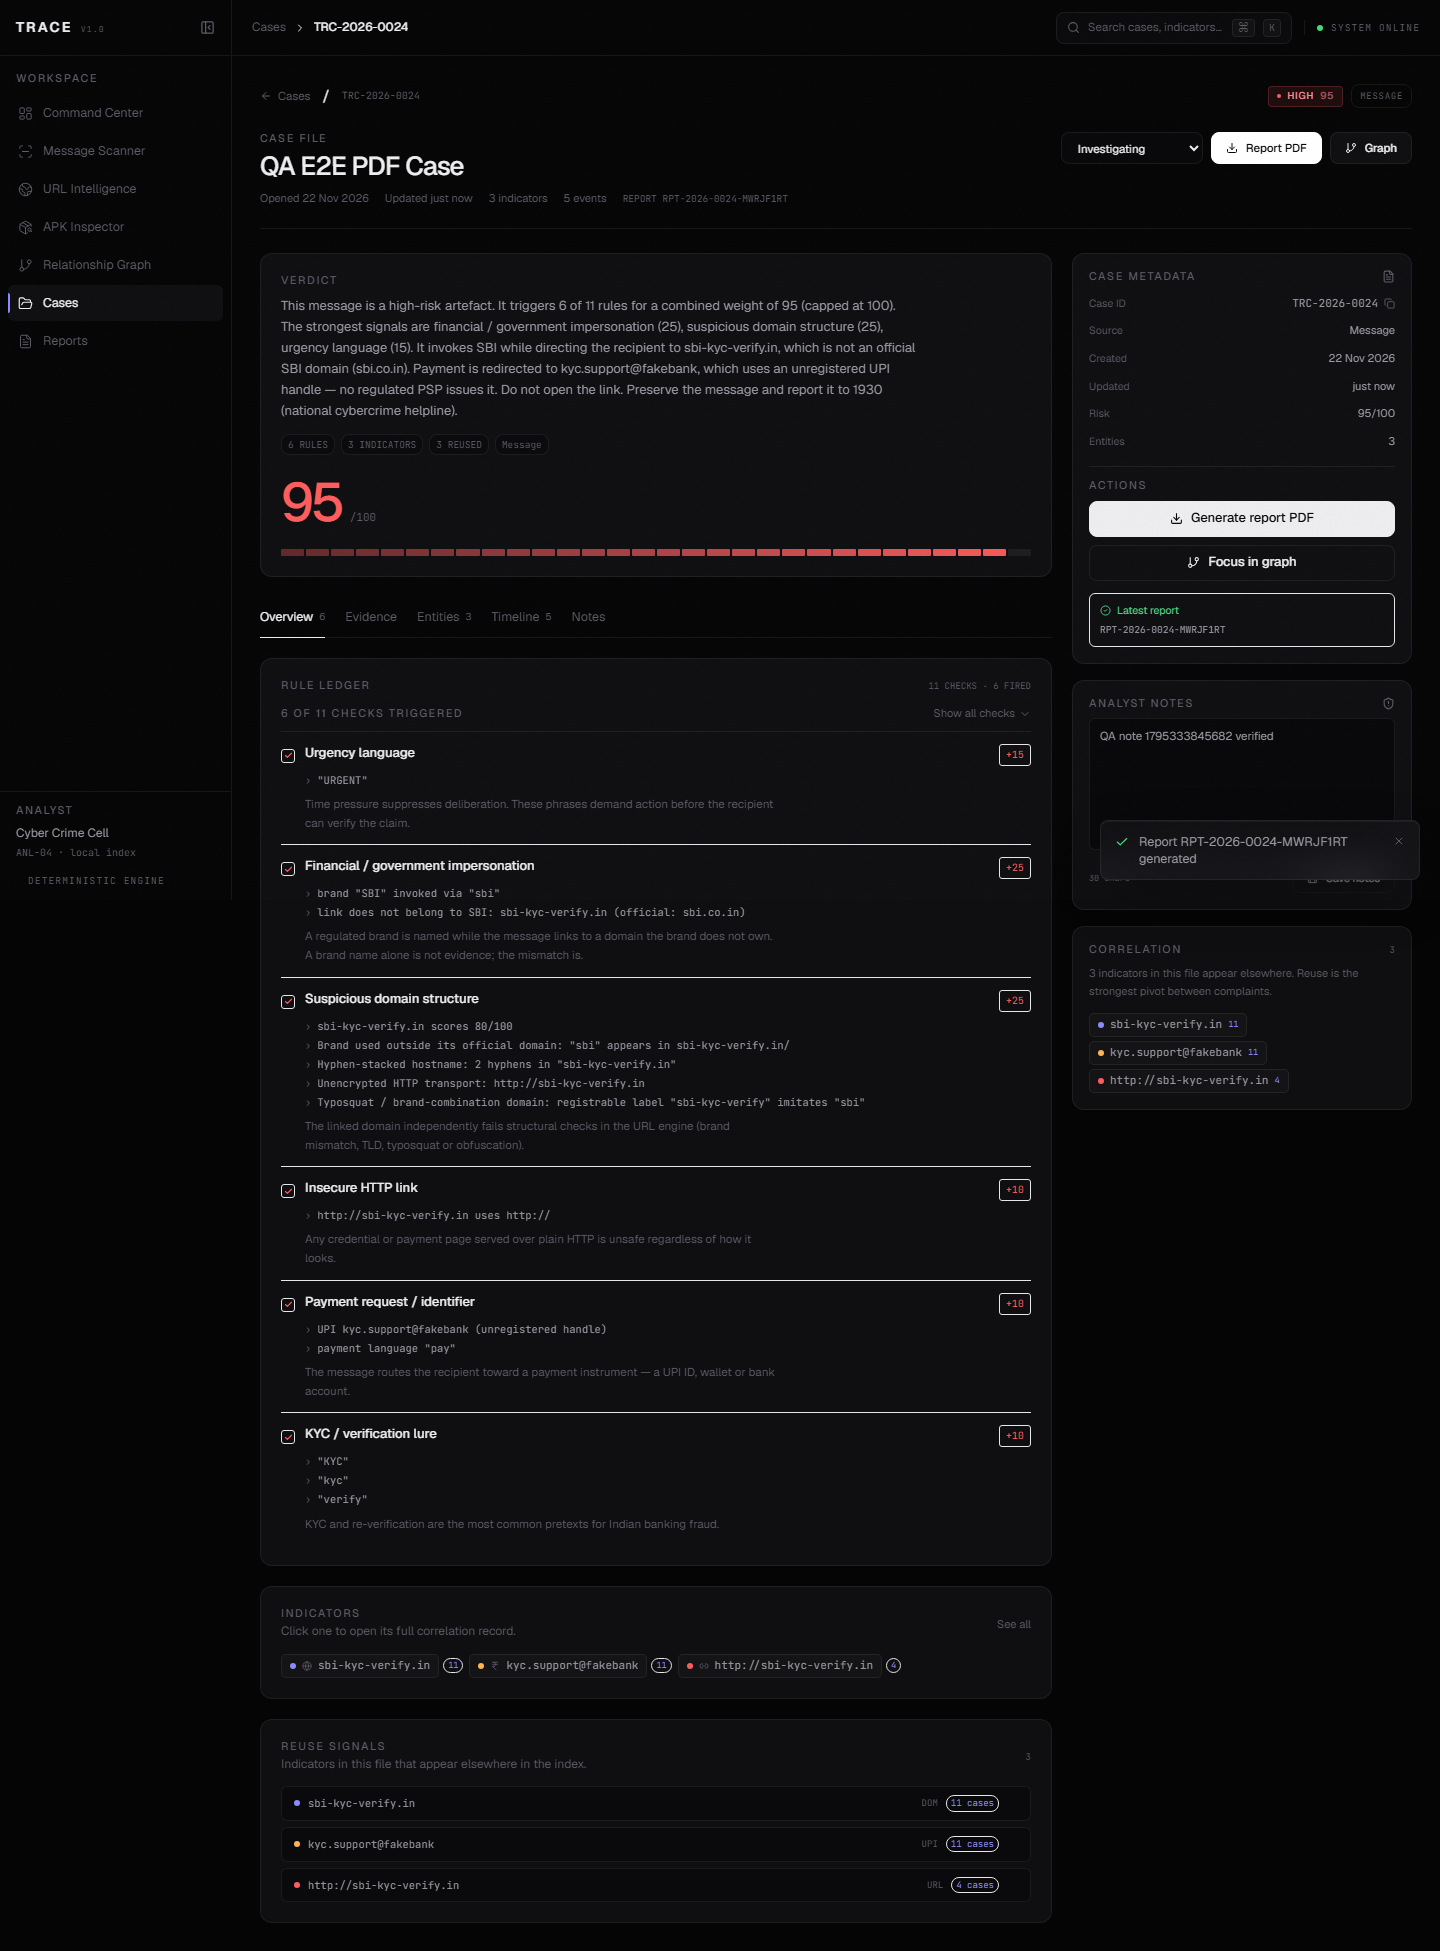 TRACE V1.0
WORKSPACE
Command Center
Message Scanner
URL Intelligence
APK Inspector
Relationship Graph
Cases
Reports
ANALYST
Cyber Crime Cell
ANL-04 · local index
DETERMINISTIC ENGINE
Cases > TRC-2026-0024
Search cases, indicators... ⌘ K
SYSTEM ONLINE
← Cases / TRC-2026-0024
HIGH 95
MESSAGE
CASE FILE
QA E2E PDF Case
Opened 22 Nov 2026 Updated just now 3 indicators 5 events REPORT RPT-2026-0024-MWRJF1RT
Investigating
Report PDF
Graph
VERDICT
This message is a high-risk artefact. It triggers 6 of 11 rules for a combined weight of 95 (capped at 100).
The strongest signals are financial / government impersonation (25), suspicious domain structure (25),
urgency language (15). It invokes SBI while directing the recipient to sbi-kyc-verify.in, which is not an official
SBI domain (sbi.co.in). Payment is redirected to kyc.support@fakebank, which uses an unregistered UPI
handle — no regulated PSP issues it. Do not open the link. Preserve the message and report it to 1930
(national cybercrime helpline).
6 RULES
3 INDICATORS
3 REUSED
Message
95 /100
Overview 6
Evidence
Entities 3
Timeline 5
Notes
RULE LEDGER
11 CHECKS · 6 FIRED
6 OF 11 CHECKS TRIGGERED
Show all checks
Urgency language
+15
› "URGENT"
Time pressure suppresses deliberation. These phrases demand action before the recipient
can verify the claim.
Financial / government impersonation
+25
› brand "SBI" invoked via "sbi"
› link does not belong to SBI: sbi-kyc-verify.in (official: sbi.co.in)
A regulated brand is named while the message links to a domain the brand does not own.
A brand name alone is not evidence; the mismatch is.
Suspicious domain structure
+25
› sbi-kyc-verify.in scores 80/100
› Brand used outside its official domain: "sbi" appears in sbi-kyc-verify.in/
› Hyphen-stacked hostname: 2 hyphens in "sbi-kyc-verify.in"
› Unencrypted HTTP transport: http://sbi-kyc-verify.in
› Typosquat / brand-combination domain: registrable label "sbi-kyc-verify" imitates "sbi"
The linked domain independently fails structural checks in the URL engine (brand
mismatch, TLD, typosquat or obfuscation).
Insecure HTTP link
+10
› http://sbi-kyc-verify.in uses http://
Any credential or payment page served over plain HTTP is unsafe regardless of how it
looks.
Payment request / identifier
+10
› UPI kyc.support@fakebank (unregistered handle)
› payment language "pay"
The message routes the recipient toward a payment instrument — a UPI ID, wallet or bank
account.
KYC / verification lure
+10
› "KYC"
› "kyc"
› "verify"
KYC and re-verification are the most common pretexts for Indian banking fraud.
INDICATORS
Click one to open its full correlation record.
See all
sbi-kyc-verify.in 11
₹ kyc.support@fakebank 11
http://sbi-kyc-verify.in 4
REUSE SIGNALS
Indicators in this file that appear elsewhere in the index.
3
sbi-kyc-verify.in DOM 11 cases
kyc.support@fakebank UPI 11 cases
http://sbi-kyc-verify.in URL 4 cases
CASE METADATA
Case ID TRC-2026-0024
Source Message
Created 22 Nov 2026
Updated just now
Risk 95/100
Entities 3
ACTIONS
Generate report PDF
Focus in graph
Latest report
RPT-2026-0024-MWRJF1RT
ANALYST NOTES
QA note 1795333845682 verified
Report RPT-2026-0024-MWRJF1RT
generated
CORRELATION
3
3 indicators in this file appear elsewhere. Reuse is the
strongest pivot between complaints.
sbi-kyc-verify.in 11
kyc.support@fakebank 11
http://sbi-kyc-verify.in 4